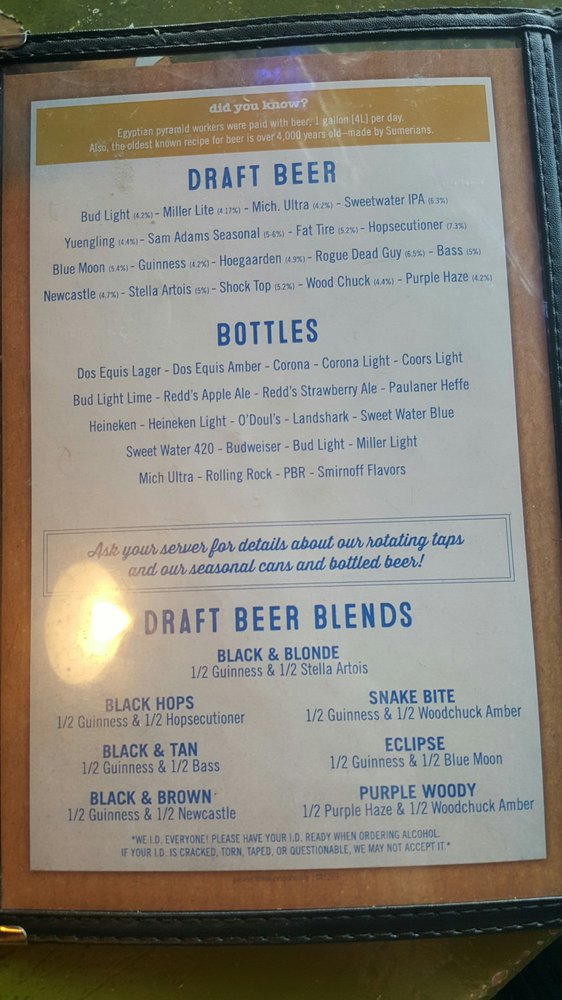 did you know?
Egyptian pyramid workers were paid with beer, 1 gallon [4L] per day.
Also, the oldest known recipe for beer is over 4,000 years old—made by Sumerians.
DRAFT BEER
Bud Light (4.2%) - Miller Lite (4.17%) - Mich. Ultra (4.2%) - Sweetwater IPA (6.3%)
Yuengling (4.4%) - Sam Adams Seasonal (5-6%) - Fat Tire (5.2%) - Hopsecutioner (7.3%)
Blue Moon (5.4%) - Guinness (4.2%) - Hoegaarden (4.9%) - Rogue Dead Guy (6.5%) - Bass (5%)
Newcastle (4.7%) - Stella Artois (5%) - Shock Top (5.2%) - Wood Chuck (4.4%) - Purple Haze (4.2%)
BOTTLES
Dos Equis Lager - Dos Equis Amber - Corona - Corona Light - Coors Light
Bud Light Lime - Redd's Apple Ale - Redd's Strawberry Ale - Paulaner Heffe
Heineken - Heineken Light - O'Doul's - Landshark - Sweet Water Blue
Sweet Water 420 - Budweiser - Bud Light - Miller Light
Mich Ultra - Rolling Rock - PBR - Smirnoff Flavors
Ask your server for details about our rotating taps
and our seasonal cans and bottled beer!
DRAFT BEER BLENDS
BLACK & BLONDE
1/2 Guinness & 1/2 Stella Artois
BLACK HOPS
1/2 Guinness & 1/2 Hopsecutioner
SNAKE BITE
1/2 Guinness & 1/2 Woodchuck Amber
BLACK & TAN
1/2 Guinness & 1/2 Bass
ECLIPSE
1/2 Guinness & 1/2 Blue Moon
BLACK & BROWN
1/2 Guinness & 1/2 Newcastle
PURPLE WOODY
1/2 Purple Haze & 1/2 Woodchuck Amber
*WE I.D. EVERYONE! PLEASE HAVE YOUR I.D. READY WHEN ORDERING ALCOHOL.
IF YOUR I.D. IS CRACKED, TORN, TAPED, OR QUESTIONABLE, WE MAY NOT ACCEPT IT.*